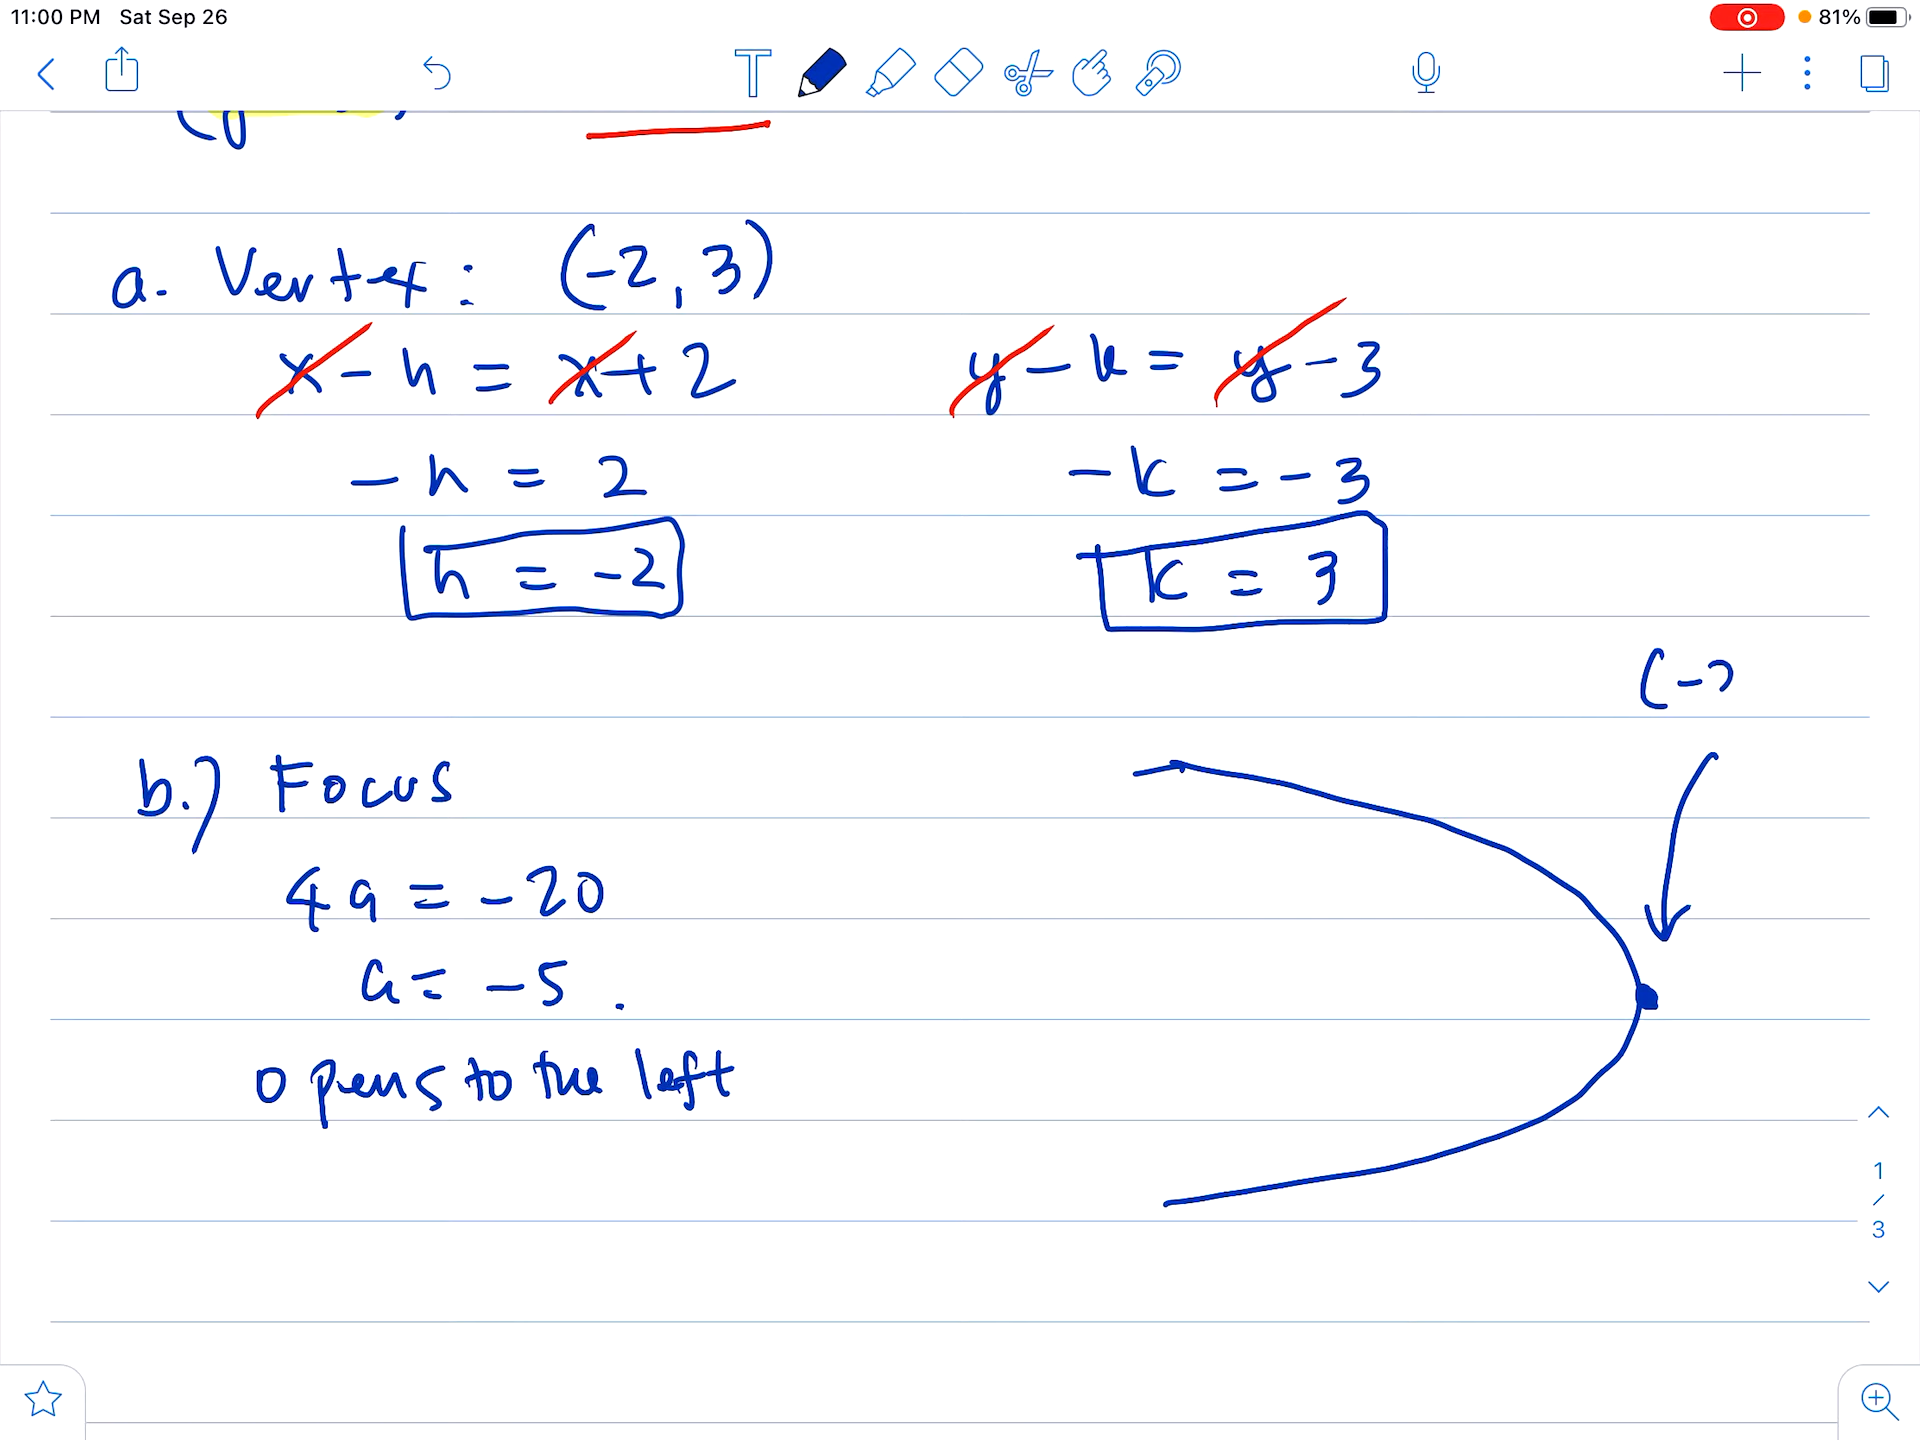 11:00 PM Sat Sep 26
81%
T
a. Vertex: (-2, 3)
x - h = x + 2
y - k = y - 3
- h = 2
- k = - 3
h = -2
k = 3
(-2
b.) Focus
4a = -20
a = -5.
opens to the left
1
/
3